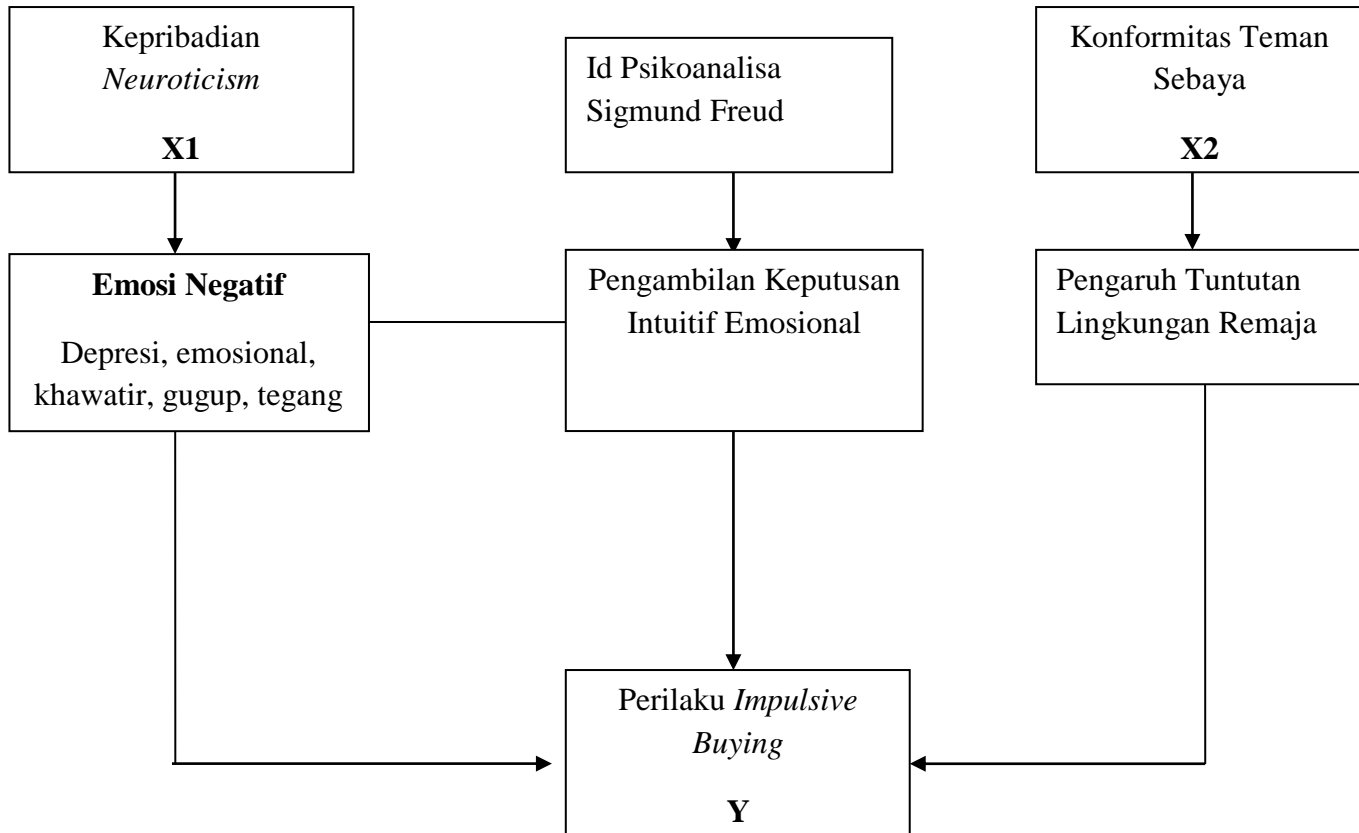 Kepribadian
Neuroticism
X1
Id Psikoanalisa
Sigmund Freud
Konformitas Teman
Sebaya
X2
Emosi Negatif
Depresi, emosional,
khawatir, gugup, tegang
Pengambilan Keputusan
Intuitif Emosional
Pengaruh Tuntutan
Lingkungan Remaja
Perilaku Impulsive
Buying
Y